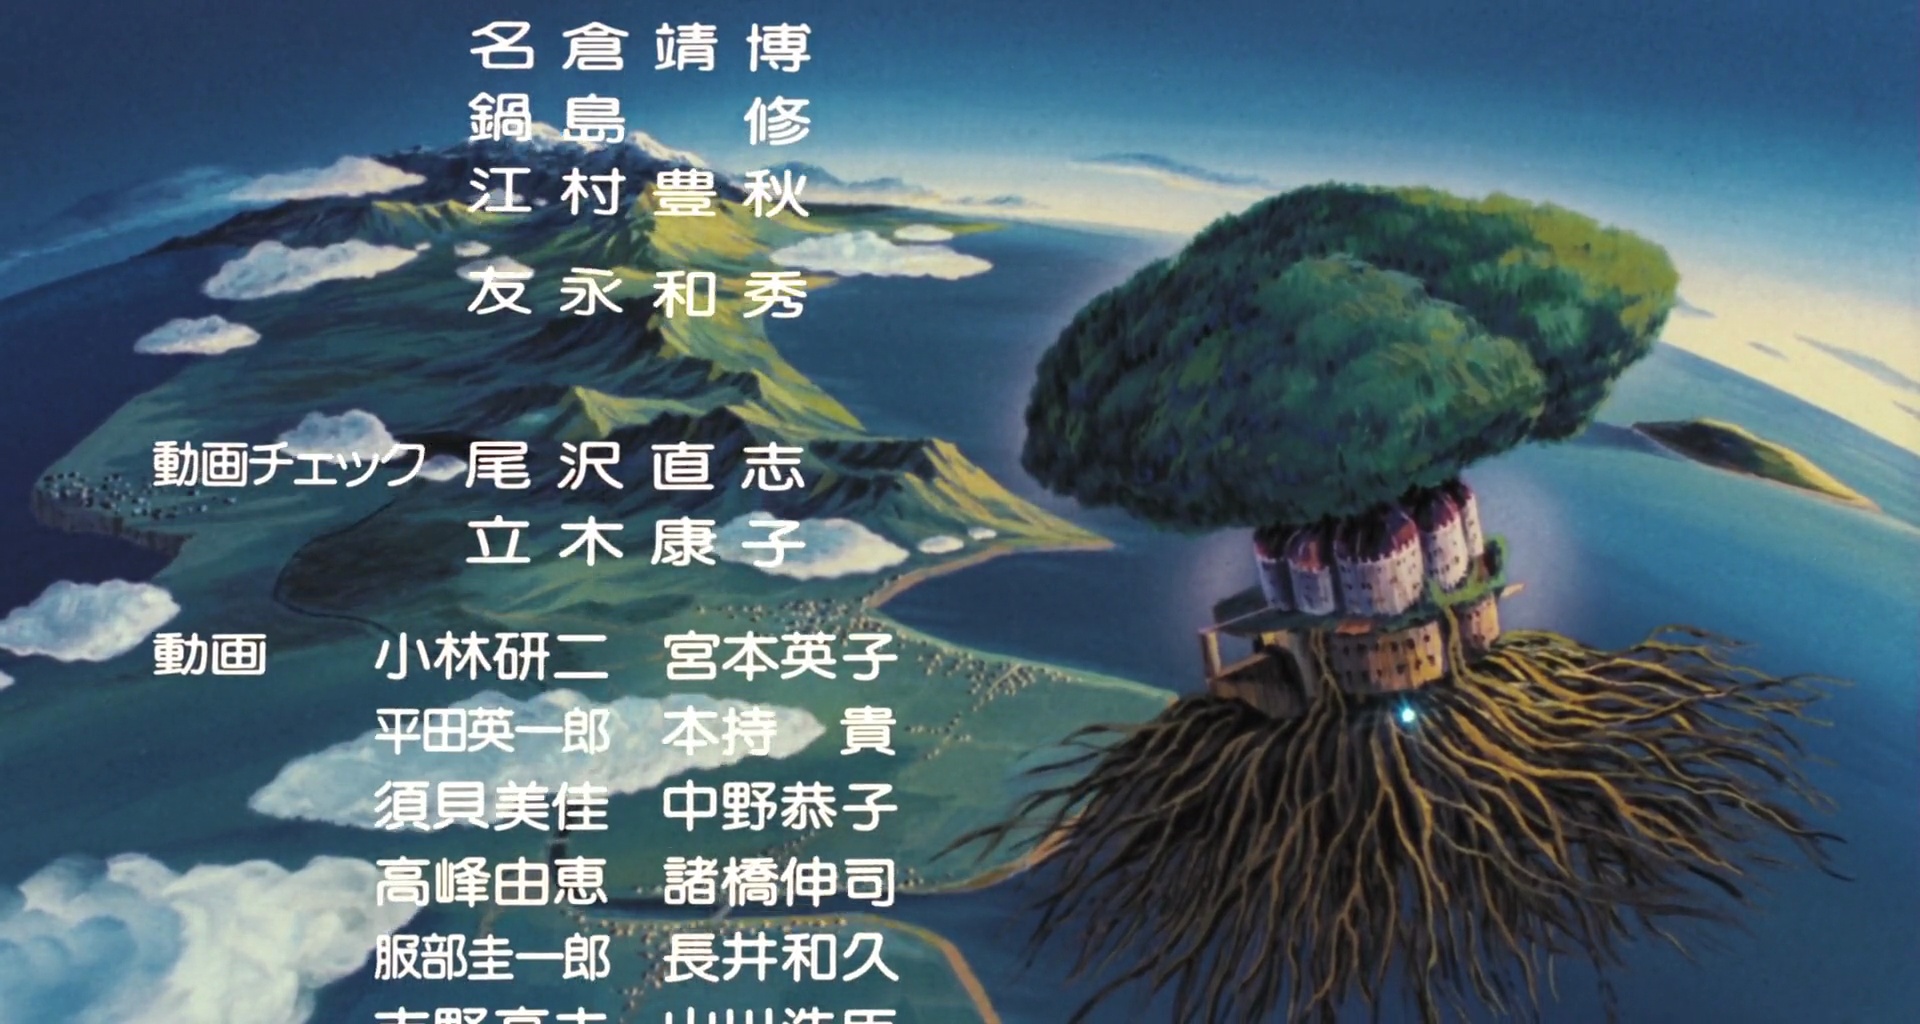 名倉靖博
鍋島 修
江村豊秋
友永和秀
動画チェック 尾沢直志
立木康子
動画 小林研二 宮本英子
平田英一郎 本持 貴
須貝美佳 中野恭子
高峰由恵 諸橋伸司
服部圭一郎 長井和久